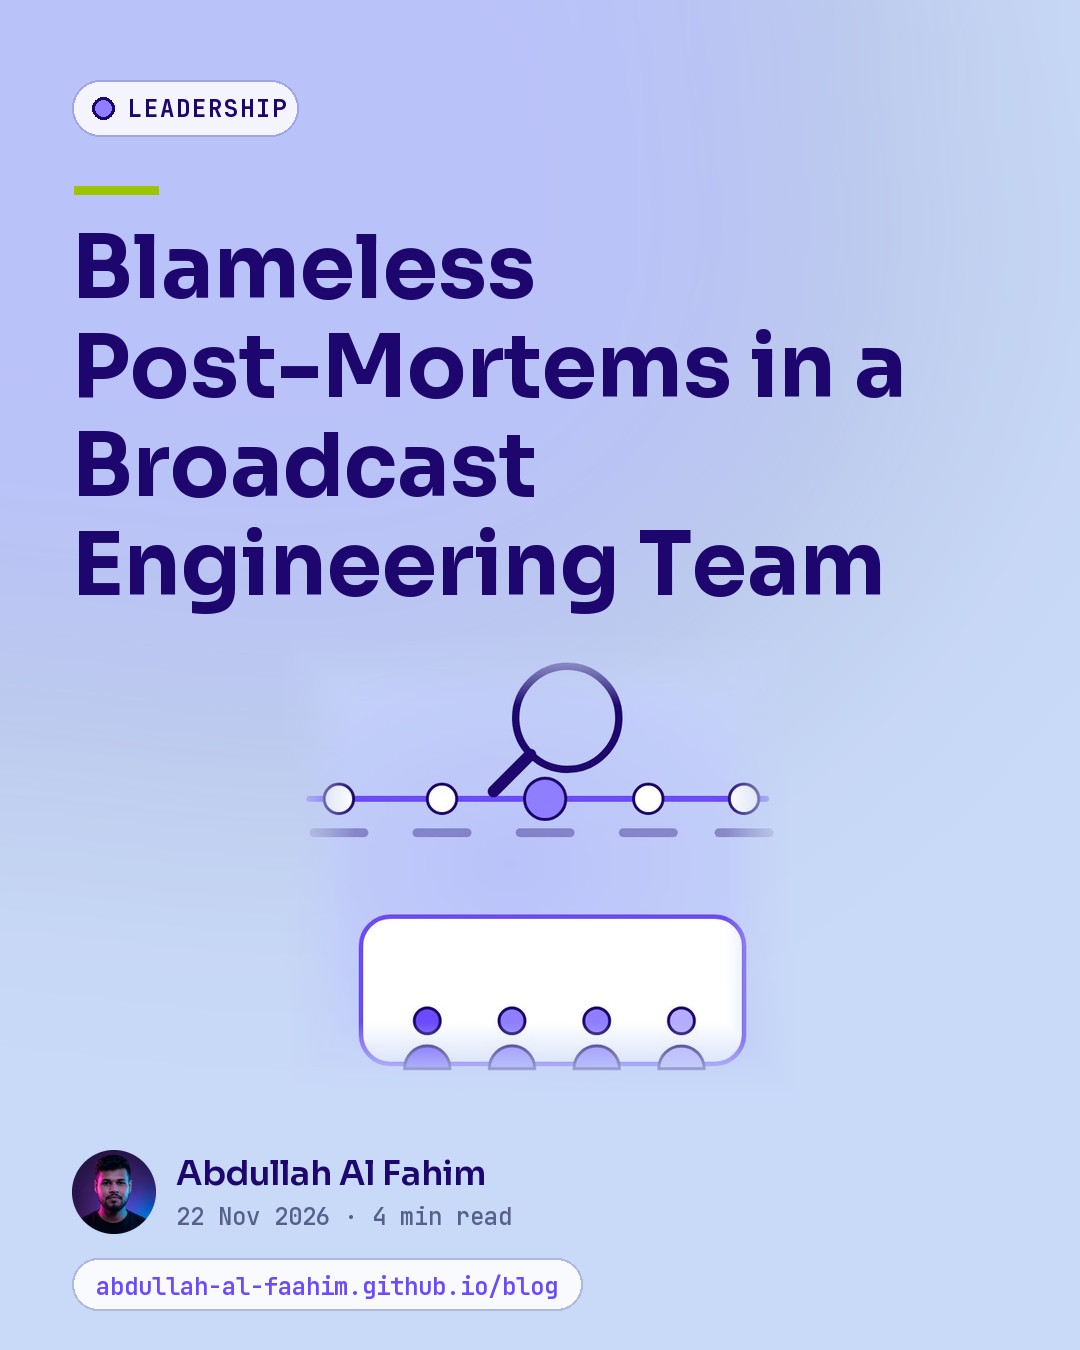 LEADERSHIP
Blameless
Post-Mortems in a
Broadcast
Engineering Team
Abdullah Al Fahim
22 Nov 2026 · 4 min read
abdullah-al-faahim.github.io/blog